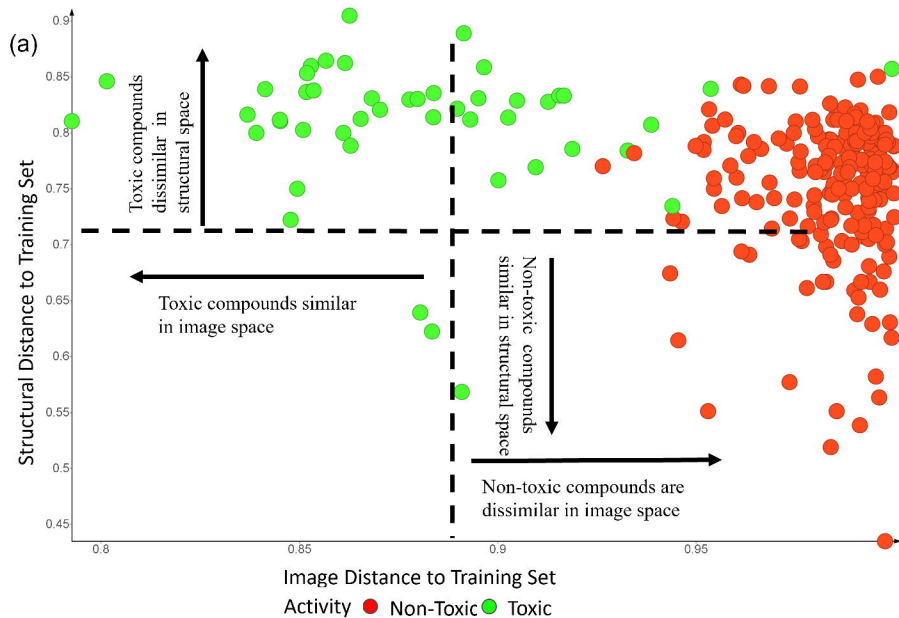 (a)
0.9
0.85
0.8
0.75
0.7
0.65
0.6
0.55
0.5
0.45
Structural Distance to Training Set
Toxic compounds
dissimilar in
structural space
Toxic compounds similar
in image space
Non-toxic compounds
similar in structural space
Non-toxic compounds are
dissimilar in image space
0.8 0.85 0.9 0.95
Image Distance to Training Set
Activity Non-Toxic Toxic